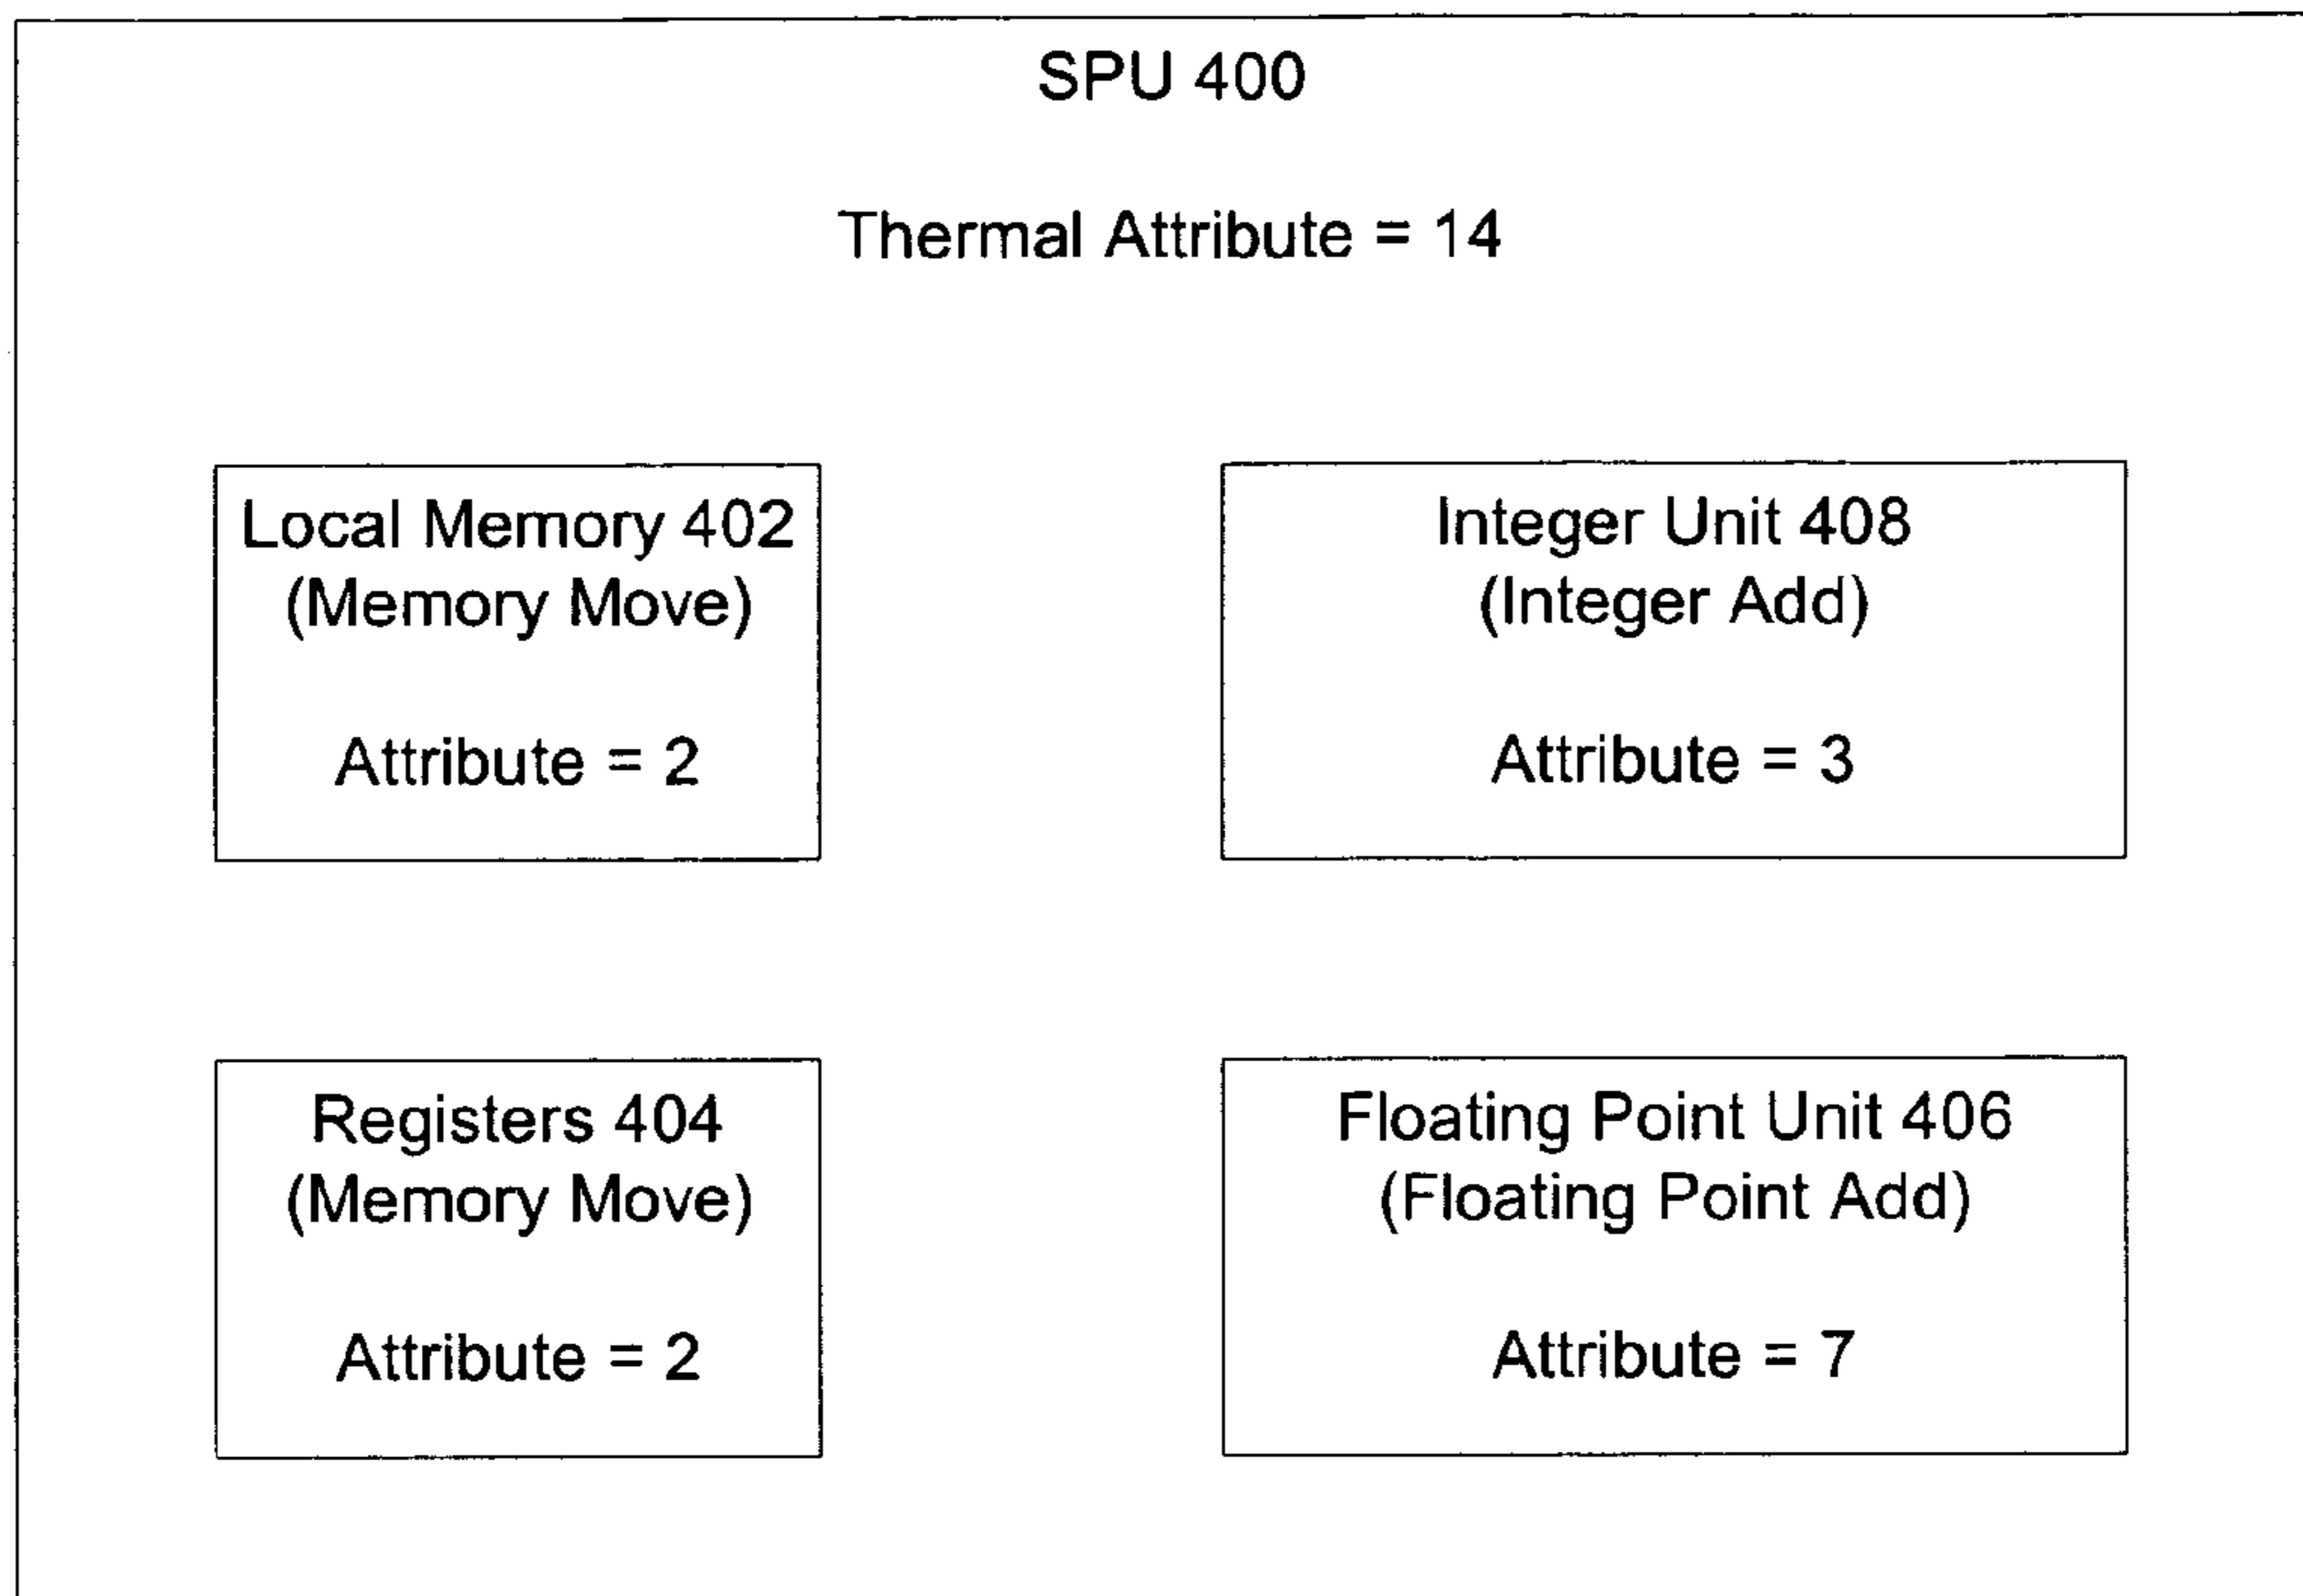 SPU 400
Thermal Attribute = 14
Local Memory 402
(Memory Move)
Attribute = 2
Integer Unit 408
(Integer Add)
Attribute = 3
Registers 404
(Memory Move)
Attribute = 2
Floating Point Unit 406
(Floating Point Add)
Attribute = 7